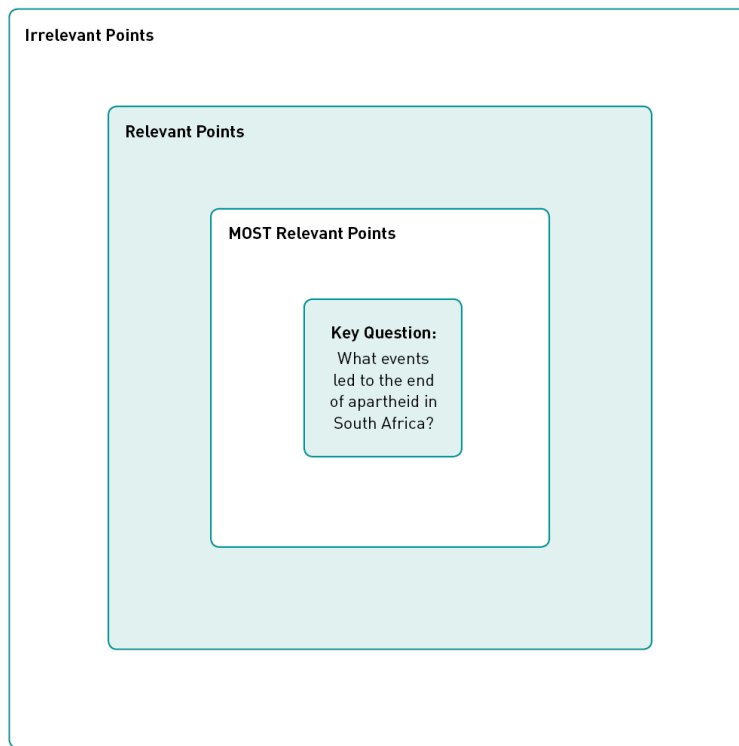 Irrelevant Points
Relevant Points
MOST Relevant Points
Key Question:
What events
led to the end
of apartheid in
South Africa?